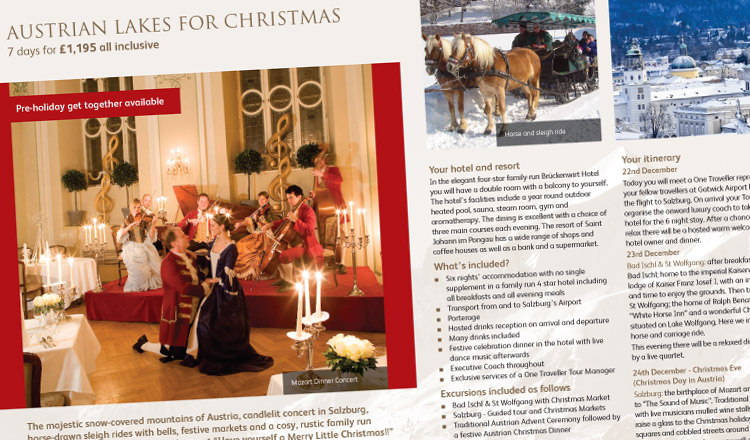 AUSTRIAN LAKES FOR CHRISTMAS
7 days for £1,195 all inclusive
Pre-holiday get together available
Mozart Dinner Concert
The majestic snow-covered mountains of Austria, candlelit concert in Salzburg,
horse-drawn sleigh rides with bells, festive markets and a cosy, rustic family run
yourself a Merry Little Christmas!!"
Horse and sleigh ride
Your hotel and resort
In the elegant four star family run Brückenwirt Hotel
you will have a double room with a balcony to yourself.
The hotel's facilities include a year round outdoor
heated pool, sauna, steam room, gym and
aromatherapy. The dining is excellent with a choice of
three main courses each evening. The resort of Saint
Johann im Pongau has a wide range of shops and
coffee houses as well as a bank and a supermarket.
What's included?
Six nights' accommodation with no single
supplement in a family run 4 star hotel including
all breakfasts and all evening meals
Transport from and to Salzburg's Airport
Porterage
Hosted drinks reception on arrival and departure
Many drinks included
Festive celebration dinner in the hotel with live
dance music afterwards
Executive Coach throughout
Exclusive services of a One Traveller Tour Manager
Excursions included as follows
Bad Ischl & St Wolfgang with Christmas Market
Salzburg - Guided tour and Christmas Markets
Traditional Austrian Advent Ceremony followed by
a festive Austrian Christmas Dinner
Your itinerary
22nd December
Today you will meet a One Traveller
your fellow travellers at Gatwick Airport
the flight to Salzburg. On arrival your
organise the onward luxury coach to
hotel for the 6 night stay. After a
relax there will be a hosted warm
hotel owner and dinner.
23rd December
Bad Ischl & St Wolfgang: after
Bad Ischl; home to the imperial
lodge of Kaiser Franz Josef I, with an
and time to enjoy the grounds. Then
St Wolfgang; the home of Ralph
"White Horse Inn" and a wonderful
situated on Lake Wolfgang. Here we
horse and carriage ride.
This evening there will be a relaxed
by a live quartet.
24th December - Christmas Eve
(Christmas Day in Austria)
Salzburg: the birthplace of Mozart
to "The Sound of Music". Traditional
with live musicians mulled wine
raise a glass to the Christmas
squares and cobbled streets